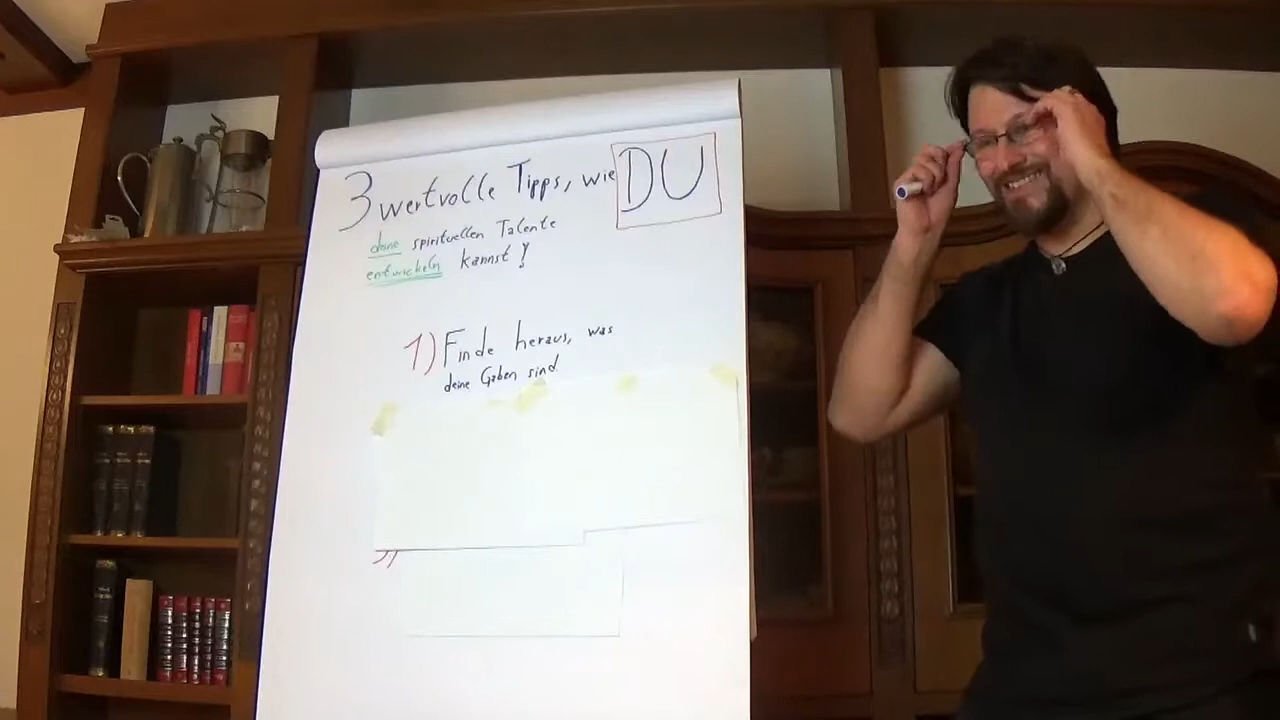 3 wertvolle Tipps, wie DU
deine spirituellen Talente
entwickeln kannst!
1) Finde heraus, was
deine Gaben sind